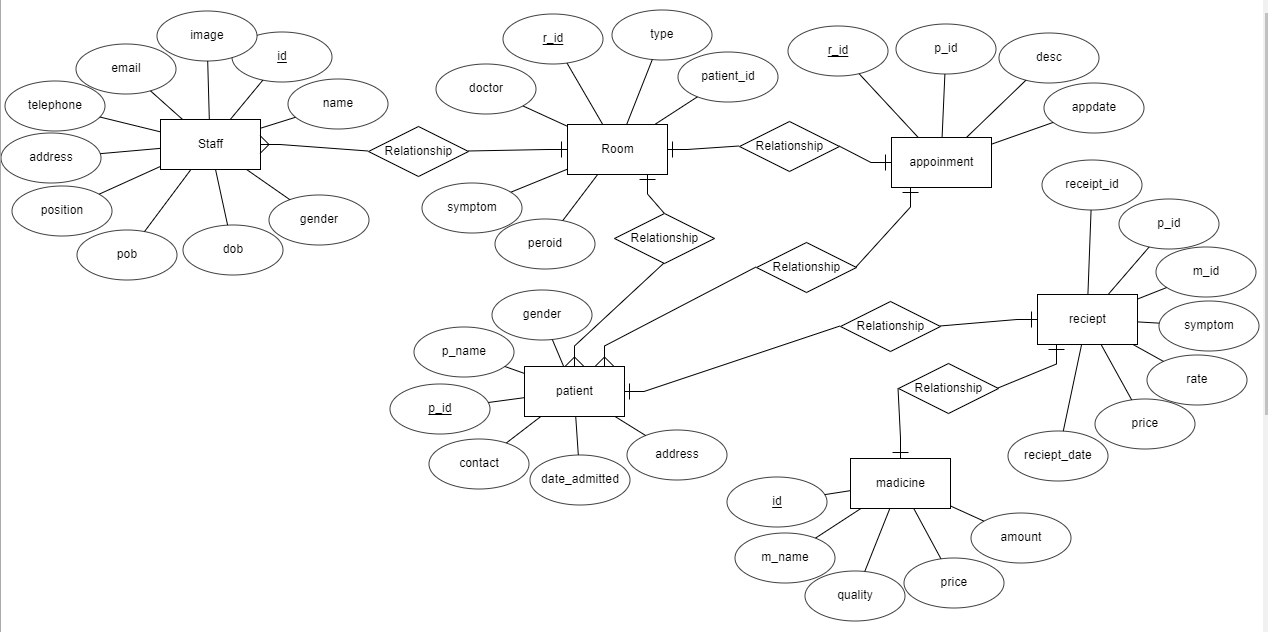 image
id
email
name
telephone
Staff
address
position
gender
pob
dob
Relationship
r_id
type
patient_id
doctor
Room
symptom
peroid
Relationship
Relationship
r_id
p_id
desc
appdate
appoinment
Relationship
receipt_id
p_id
m_id
reciept
symptom
rate
price
reciept_date
Relationship
Relationship
gender
p_name
patient
p_id
contact
date_admitted
address
madicine
id
m_name
quality
price
amount